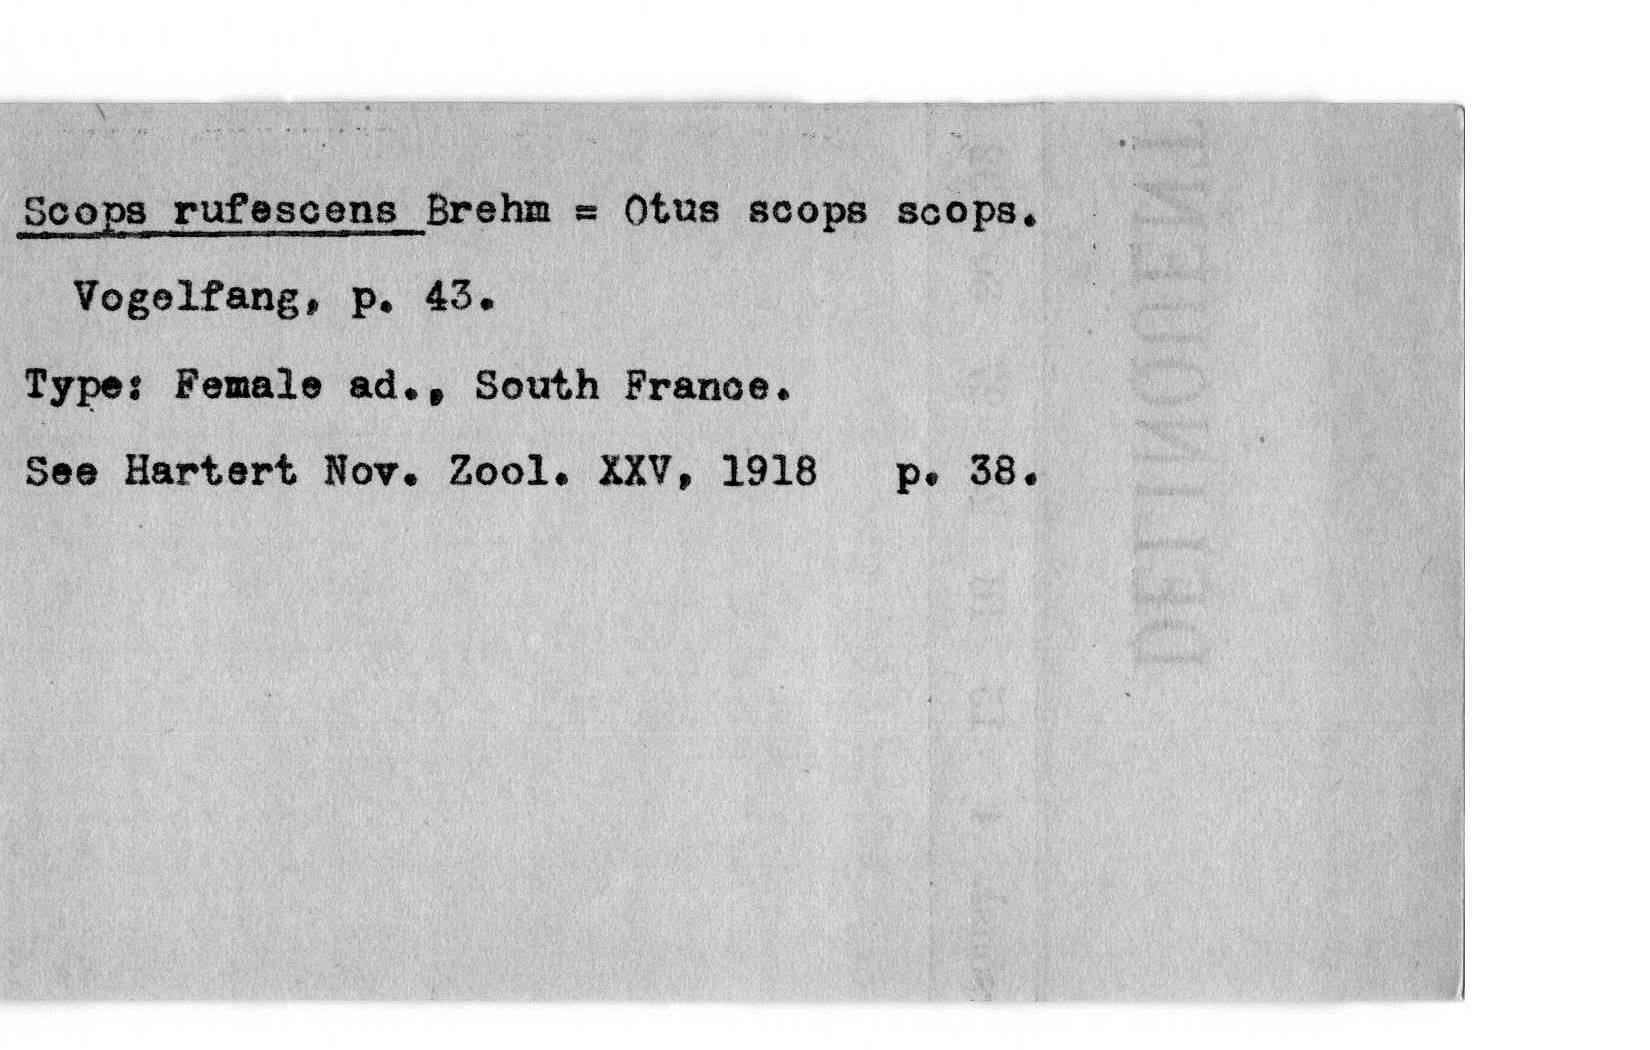 Scops rufescens Brehm = Otus scops scops.
Vogelfang, p. 43.
Type: Female ad., South France.
See Hartert Nov. Zool. XXV, 1918 p. 38.
DELINQUENT